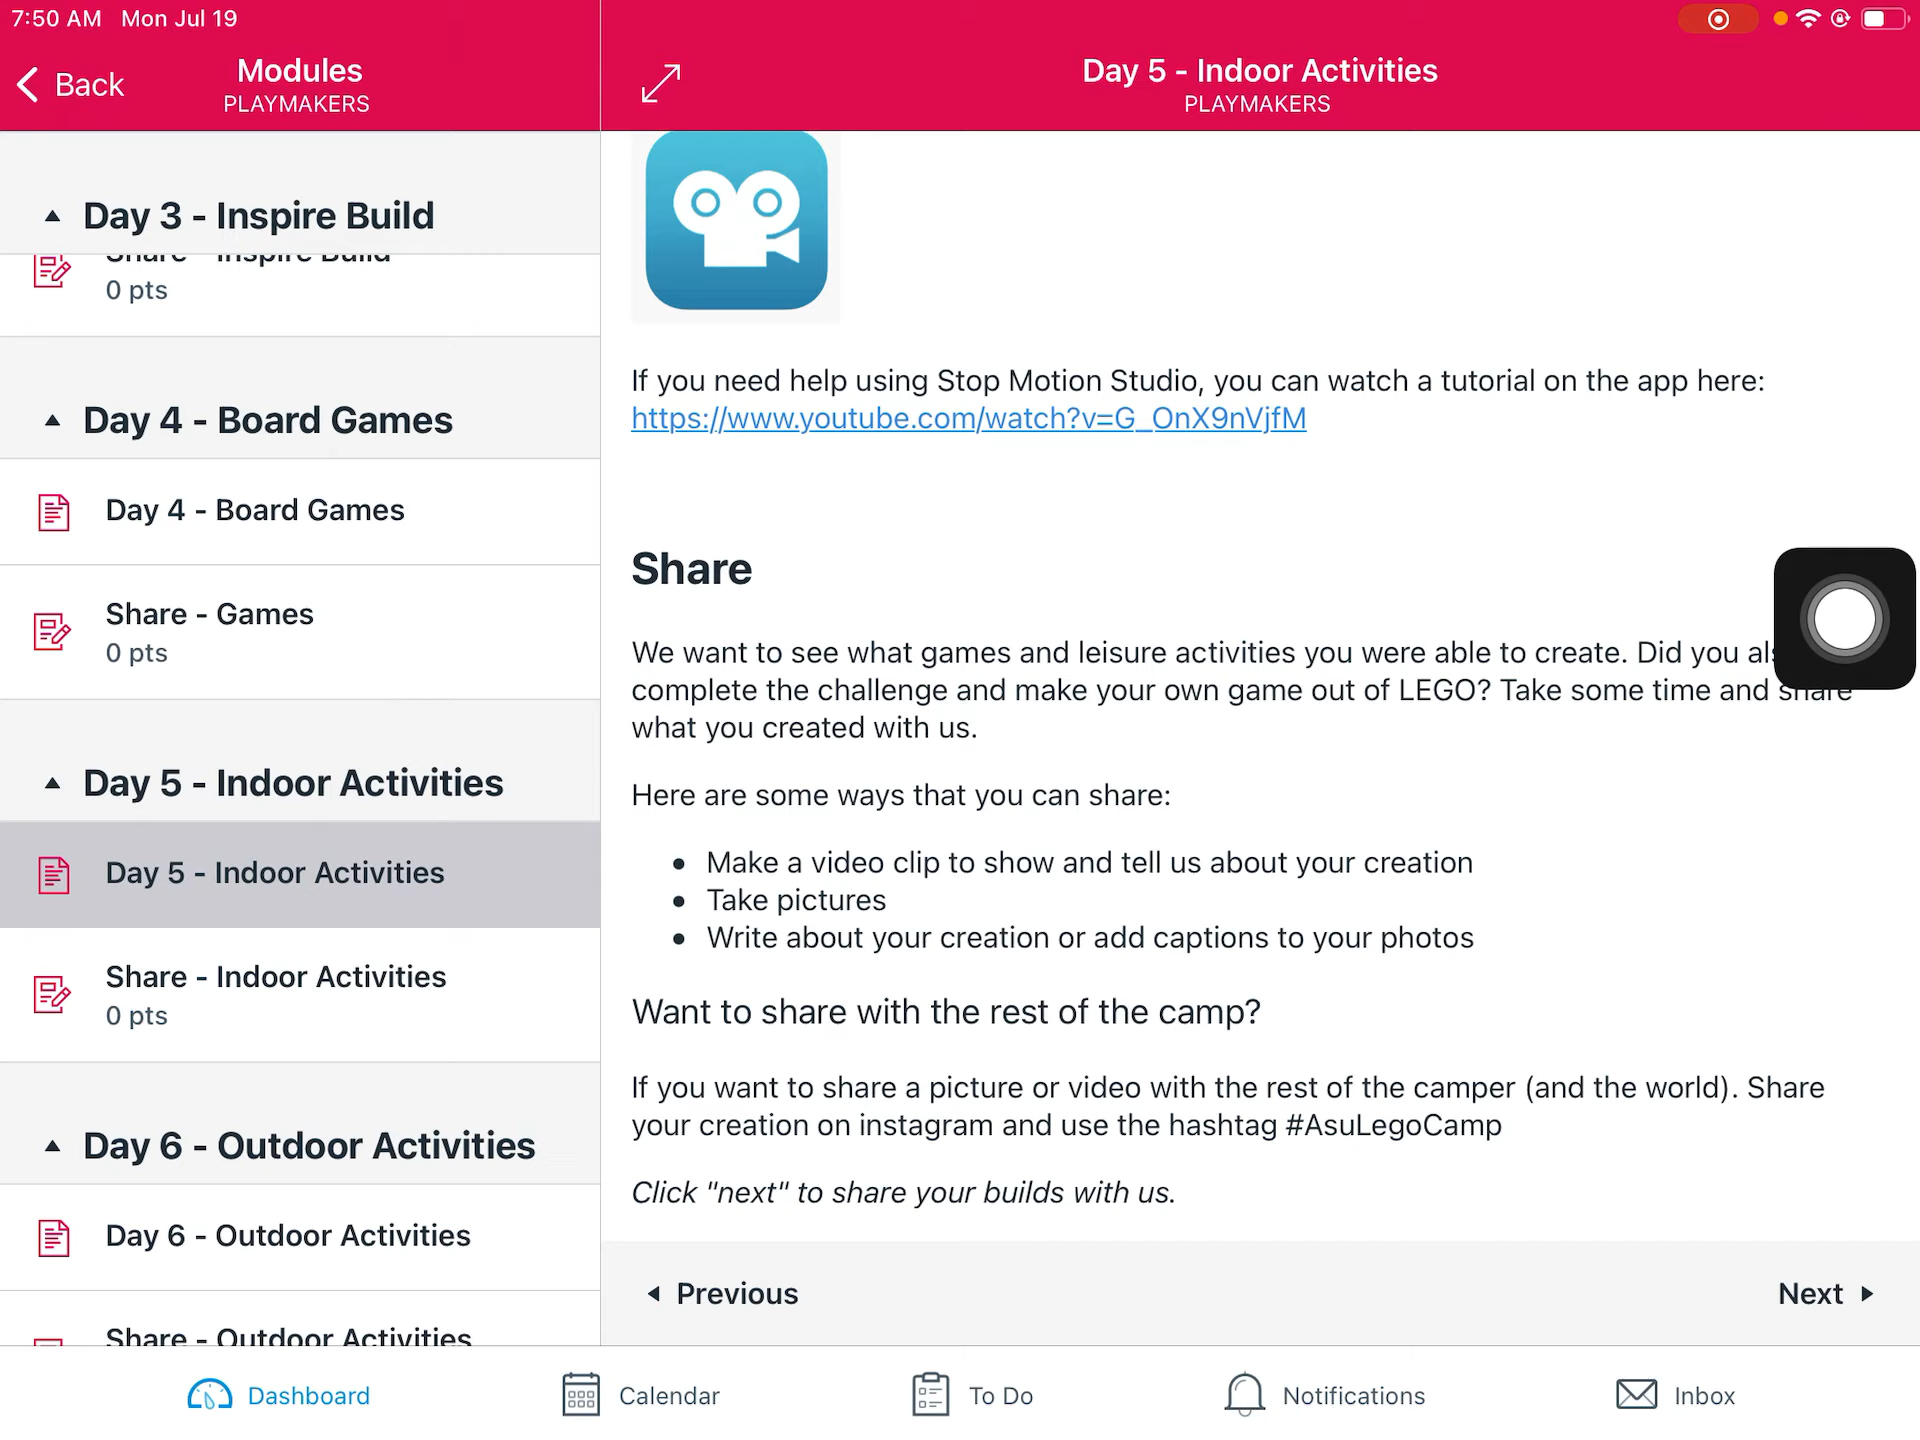 7:50 AM Mon Jul 19
Back
Modules
PLAYMAKERS
Day 5 - Indoor Activities
PLAYMAKERS
Day 3 - Inspire Build
Share - Inspire Build
0 pts
Day 4 - Board Games
Day 4 - Board Games
Share - Games
0 pts
Day 5 - Indoor Activities
Day 5 - Indoor Activities
Share - Indoor Activities
0 pts
Day 6 - Outdoor Activities
Day 6 - Outdoor Activities
Share - Outdoor Activities
If you need help using Stop Motion Studio, you can watch a tutorial on the app here:
https://www.youtube.com/watch?v=G_OnX9nVjfM
Share
We want to see what games and leisure activities you were able to create. Did you als
complete the challenge and make your own game out of LEGO? Take some time and share
what you created with us.
Here are some ways that you can share:
Make a video clip to show and tell us about your creation
Take pictures
Write about your creation or add captions to your photos
Want to share with the rest of the camp?
If you want to share a picture or video with the rest of the camper (and the world). Share
your creation on instagram and use the hashtag #AsuLegoCamp
Click "next" to share your builds with us.
Previous
Next
Dashboard
Calendar
To Do
Notifications
Inbox